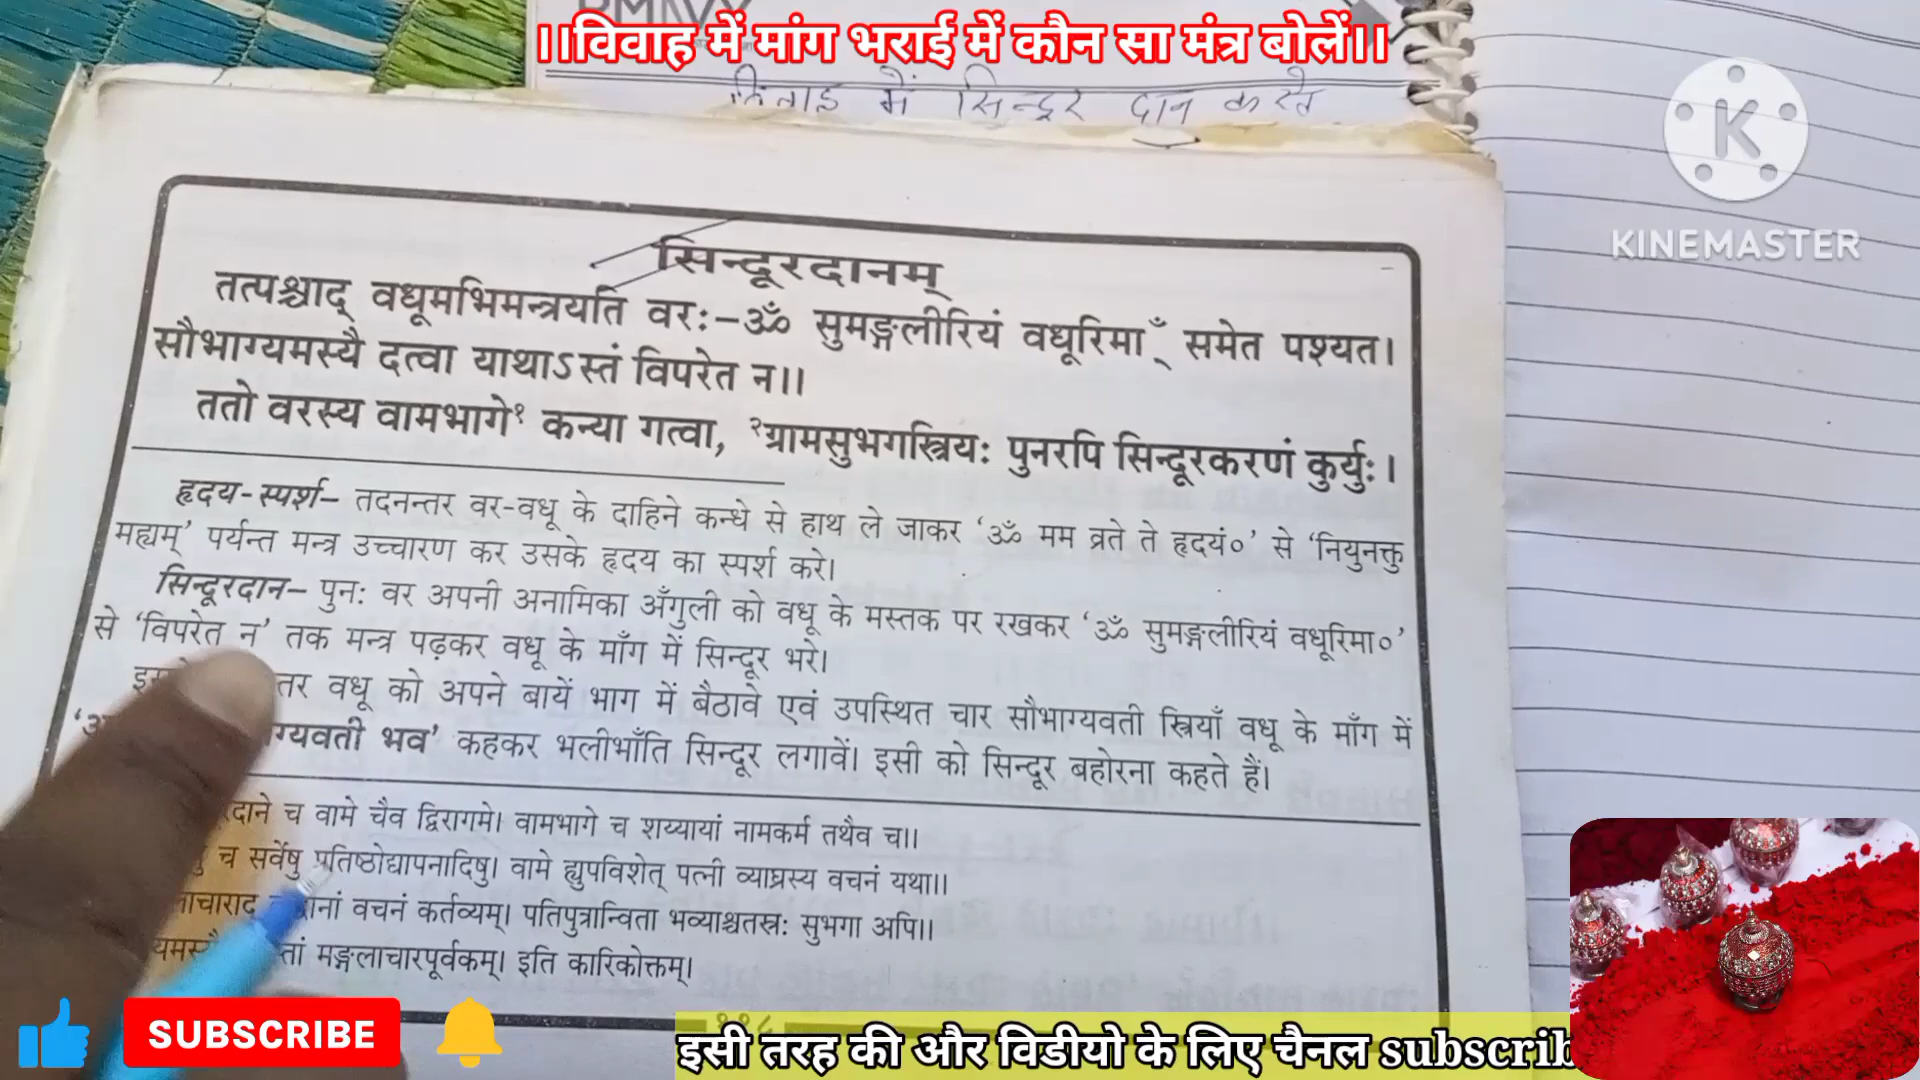 ।।विवाह में मांग भराई में कौन सा मंत्र बोलें।।
में सिन्दूर दान करते
KINEMASTER
सिन्दूरदानम्
तत्पश्चाद् वधूमभिमन्त्रयति वरः-ॐ सुमङ्गलीरियं वधूरिमाँ् समेत पश्यत।
सौभाग्यमस्यै दत्वा याथाऽस्तं विपरेत न।।
ततो वरस्य वामभागे१ कन्या गत्वा, २ग्रामसुभगस्त्रियः पुनरपि सिन्दूरकरणं कुर्युः।
हृदय-स्पर्श- तदनन्तर वर-वधू के दाहिने कन्धे से हाथ ले जाकर ‘ॐ मम व्रते ते हृदयं०’ से ‘नियुनक्तु
मह्यम्’ पर्यन्त मन्त्र उच्चारण कर उसके हृदय का स्पर्श करे।
सिन्दूरदान- पुनः वर अपनी अनामिका अँगुली को वधू के मस्तक पर रखकर ‘ॐ सुमङ्गलीरियं वधूरिमा०’
से ‘विपरेत न’ तक मन्त्र पढ़कर वधू के माँग में सिन्दूर भरे।
तर वधू को अपने बायें भाग में बैठावे एवं उपस्थित चार सौभाग्यवती स्त्रियाँ वधू के माँग में
ग्यवती भव’ कहकर भलीभाँति सिन्दूर लगावें। इसी को सिन्दूर बहोरना कहते हैं।
दाने च वामे चैव द्विरागमे। वामभागे च शय्यायां नामकर्म तथैव च।।
च सर्वेषु प्रतिष्ठोद्यापनादिषु। वामे ह्युपविशेत् पत्नी व्याघ्रस्य वचनं यथा।।
वचनं कर्तव्यम्। पतिपुत्रान्विता भव्याश्चतस्त्रः सुभगा अपि।।
मङ्गलाचारपूर्वकम्। इति कारिकोक्तम्।
SUBSCRIBE
इसी तरह की और विडीयो के लिए चैनल subscrib